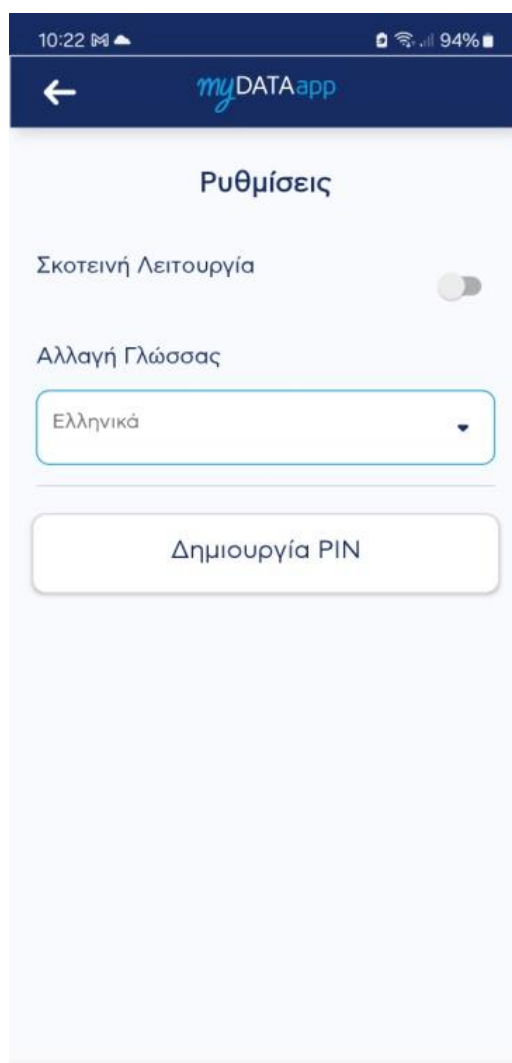 10:22 94%
myDATAapp
Ρυθμίσεις
Σκοτεινή Λειτουργία
Αλλαγή Γλώσσας
Ελληνικά
Δημιουργία PIN